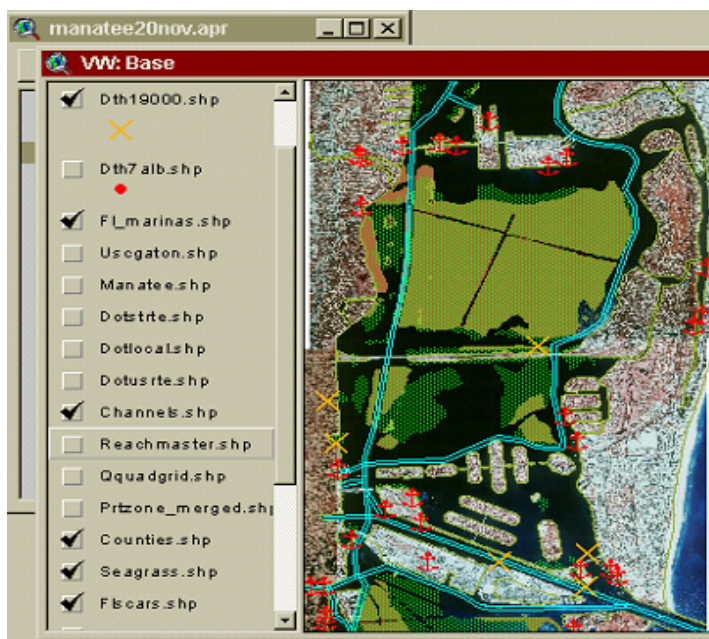 manatee20nov.apr
VW: Base
Dth19000.shp
Dth7alb.shp
Fl_marinas.shp
Uscgaton.shp
Manatee.shp
Dotstrte.shp
Dotlocal.shp
Dotusrte.shp
Channels.shp
Reachmaster.shp
Qquadgrid.shp
Prtzone_merged.shp
Counties.shp
Seagrass.shp
Flscars.shp